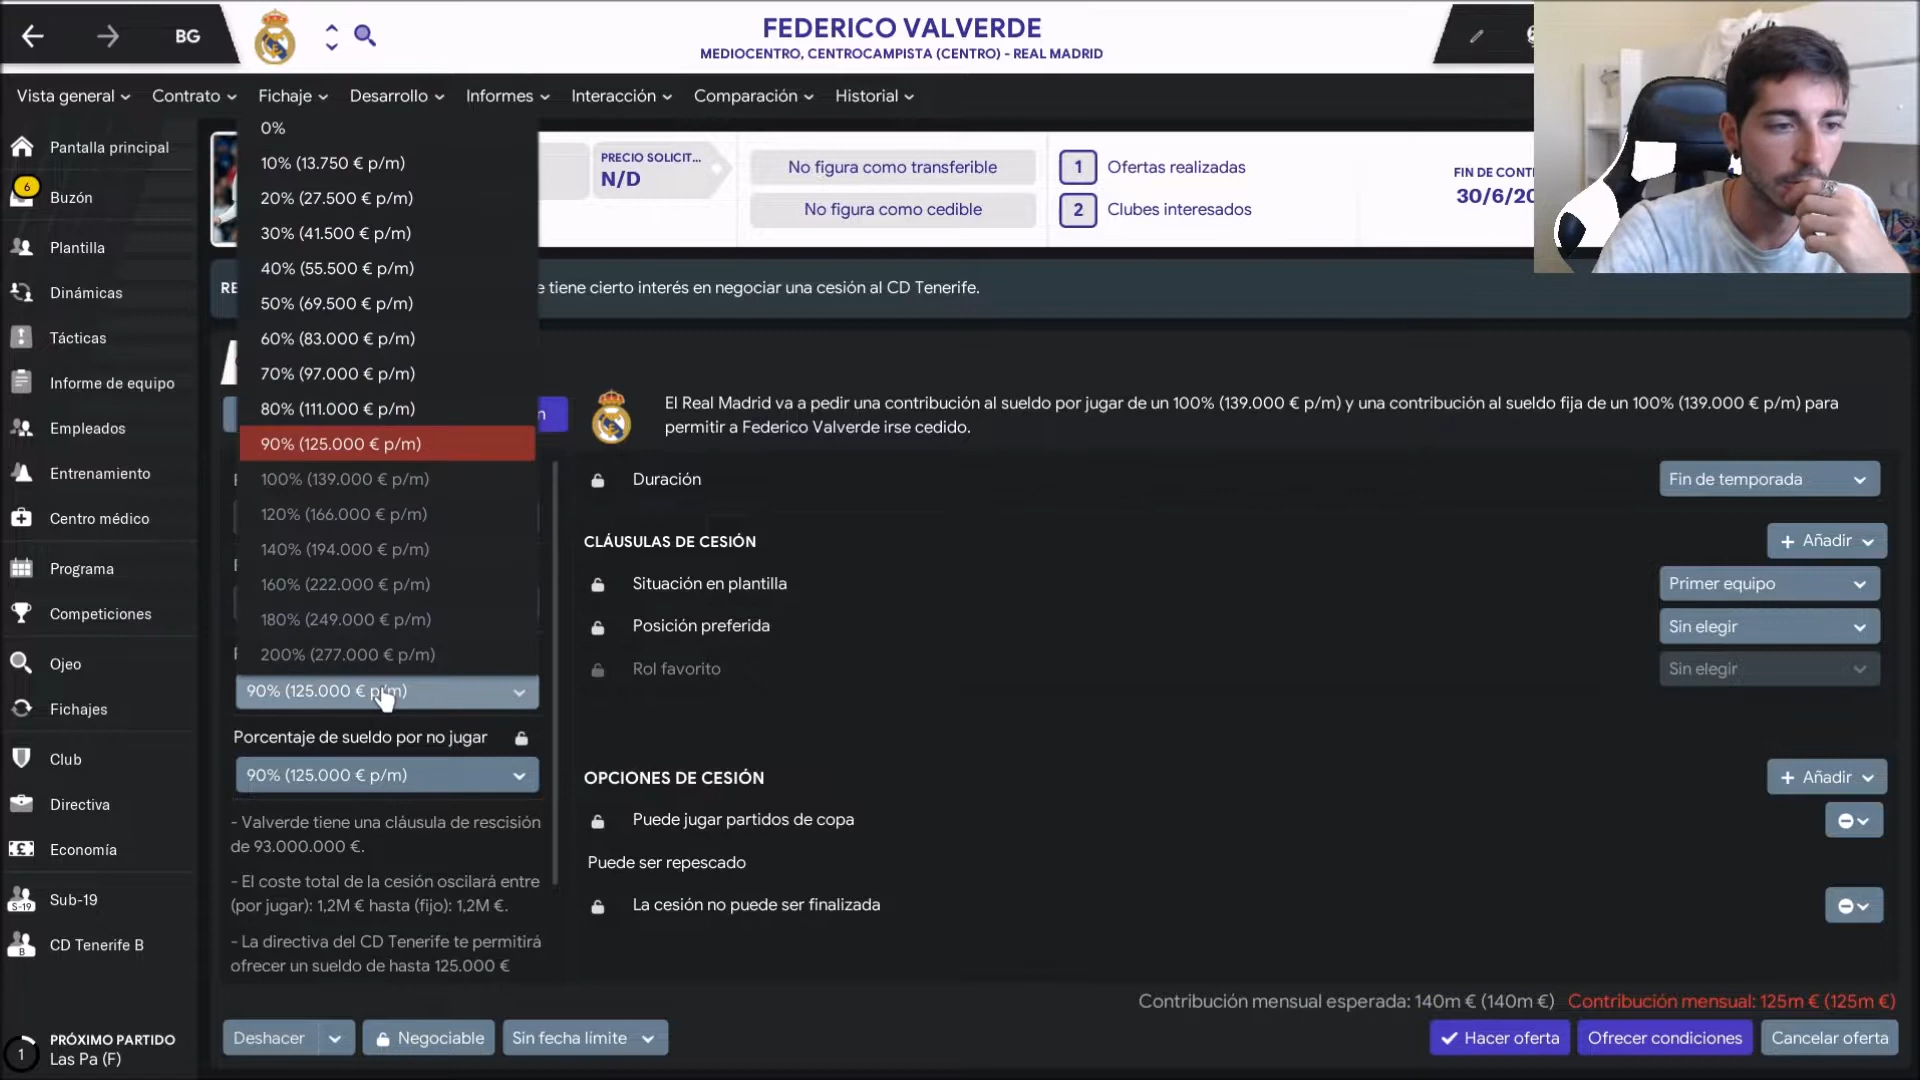 BG
FEDERICO VALVERDE
MEDIOCENTRO, CENTROCAMPISTA (CENTRO) - REAL MADRID
Vista general
Contrato
Fichaje
Desarrollo
Informes
Interacción
Comparación
Historial
Pantalla principal
6
Buzón
Plantilla
Dinámicas
Tácticas
Informe de equipo
Empleados
Entrenamiento
Centro médico
Programa
Competiciones
Ojeo
Fichajes
Club
Directiva
Economía
S-19
Sub-19
B
CD Tenerife B
1
PRÓXIMO PARTIDO
Las Pa (F)
0%
10% (13.750 € p/m)
20% (27.500 € p/m)
30% (41.500 € p/m)
40% (55.500 € p/m)
50% (69.500 € p/m)
60% (83.000 € p/m)
70% (97.000 € p/m)
80% (111.000 € p/m)
90% (125.000 € p/m)
100% (139.000 € p/m)
120% (166.000 € p/m)
140% (194.000 € p/m)
160% (222.000 € p/m)
180% (249.000 € p/m)
200% (277.000 € p/m)
90% (125.000 € p/m)
Porcentaje de sueldo por no jugar
90% (125.000 € p/m)
- Valverde tiene una cláusula de rescisión
de 93.000.000 €.
- El coste total de la cesión oscilará entre
(por jugar): 1,2M € hasta (fijo): 1,2M €.
- La directiva del CD Tenerife te permitirá
ofrecer un sueldo de hasta 125.000 €
PRECIO SOLICIT...
N/D
No figura como transferible
No figura como cedible
1 Ofertas realizadas
2 Clubes interesados
FIN DE CONT
30/6/20
RE
e tiene cierto interés en negociar una cesión al CD Tenerife.
n
El Real Madrid va a pedir una contribución al sueldo por jugar de un 100% (139.000 € p/m) y una contribución al sueldo fija de un 100% (139.000 € p/m) para
permitir a Federico Valverde irse cedido.
Duración
Fin de temporada
CLÁUSULAS DE CESIÓN
+ Añadir
Situación en plantilla
Primer equipo
Posición preferida
Sin elegir
Rol favorito
Sin elegir
OPCIONES DE CESIÓN
+ Añadir
Puede jugar partidos de copa
Puede ser repescado
La cesión no puede ser finalizada
Contribución mensual esperada: 140m € (140m €) Contribución mensual: 125m € (125m €)
Deshacer
Negociable
Sin fecha límite
Hacer oferta
Ofrecer condiciones
Cancelar oferta